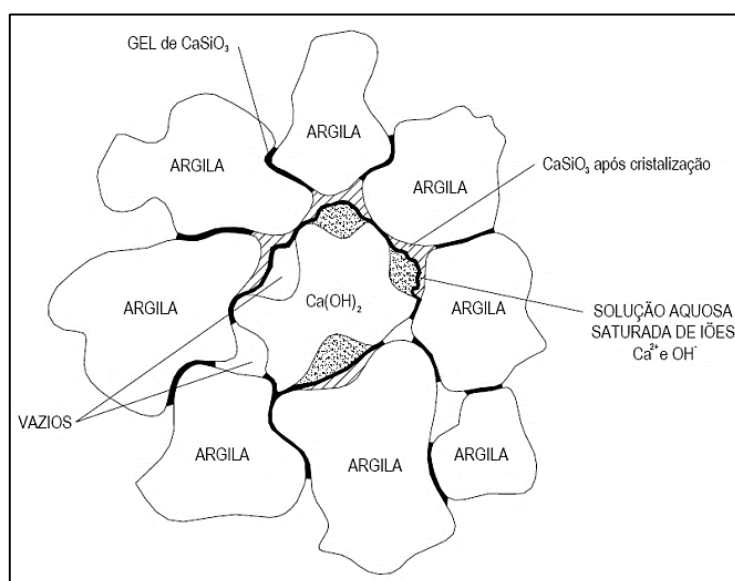 GEL de CaSiO₃
ARGILA
ARGILA
ARGILA
CaSiO₃ após cristalização
ARGILA
Ca(OH)₂
ARGILA
SOLUÇÃO AQUOSA
SATURADA DE IÕES
Ca²⁺ e OH⁻
VAZIOS
ARGILA
ARGILA
ARGILA